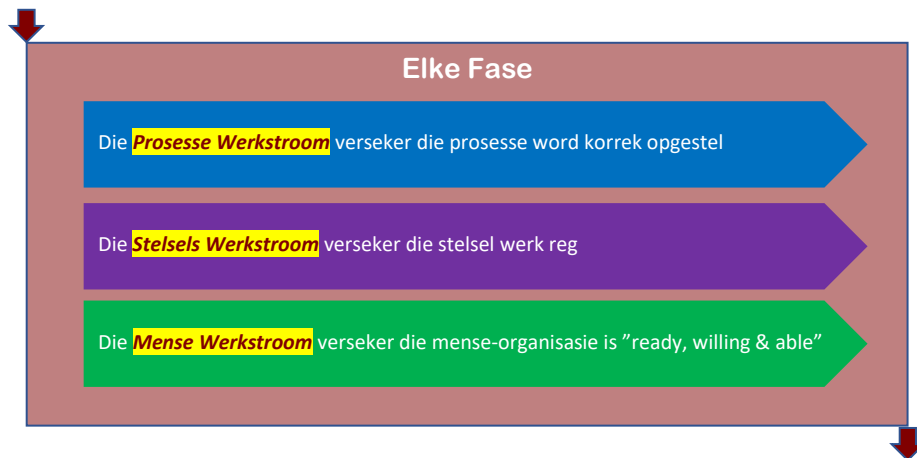 Elke Fase
Die Prosesse Werkstroom verseker die prosesse word korrek opgestel
Die Stelsels Werkstroom verseker die stelsel werk reg
Die Mense Werkstroom verseker die mense-organisasie is ”ready, willing & able”